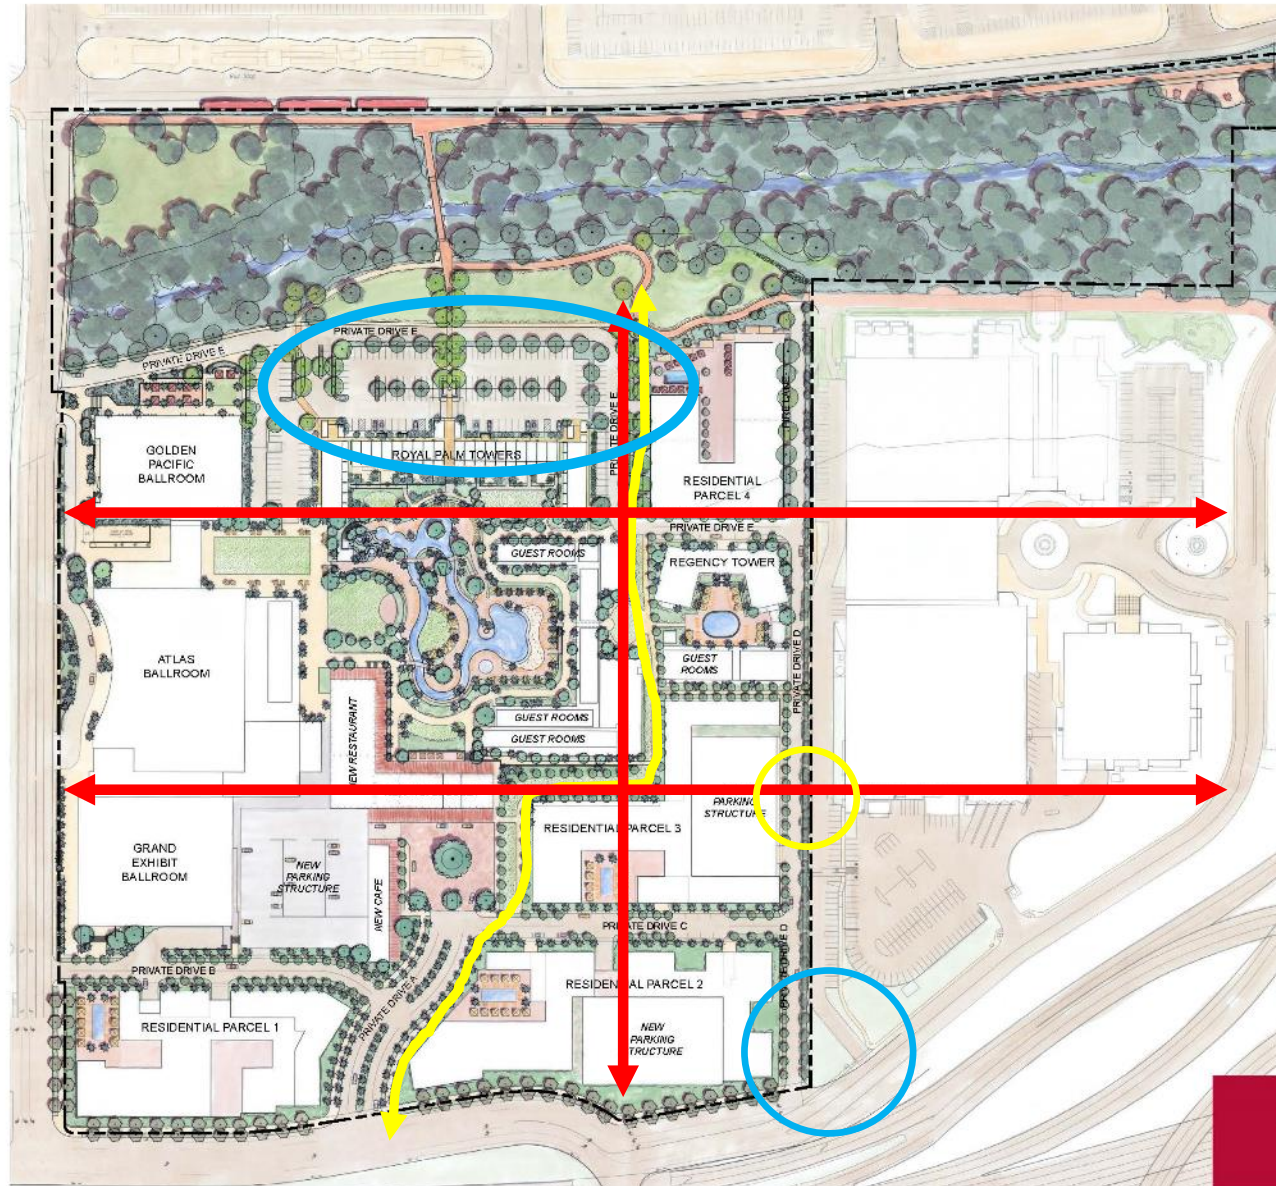 PRIVATE DRIVE E
PRIVATE DRIVE E
PRIVATE DRIVE E
FIRE LANE
GOLDEN
PACIFIC
BALLROOM
ROYAL PALM TOWERS
RESIDENTIAL
PARCEL 4
PRIVATE DRIVE E
GUEST ROOMS
REGENCY TOWER
ATLAS
BALLROOM
GUEST
ROOMS
PRIVATE DRIVE D
NEW RESTAURANT
GUEST ROOMS
GUEST ROOMS
PARKING
STRUCTURE
RESIDENTIAL PARCEL 3
GRAND
EXHIBIT
BALLROOM
NEW
PARKING
STRUCTURE
NEW CAFE
PRIVATE DRIVE C
PRIVATE DRIVE D
PRIVATE DRIVE B
PRIVATE DRIVE A
RESIDENTIAL PARCEL 2
RESIDENTIAL PARCEL 1
NEW
PARKING
STRUCTURE